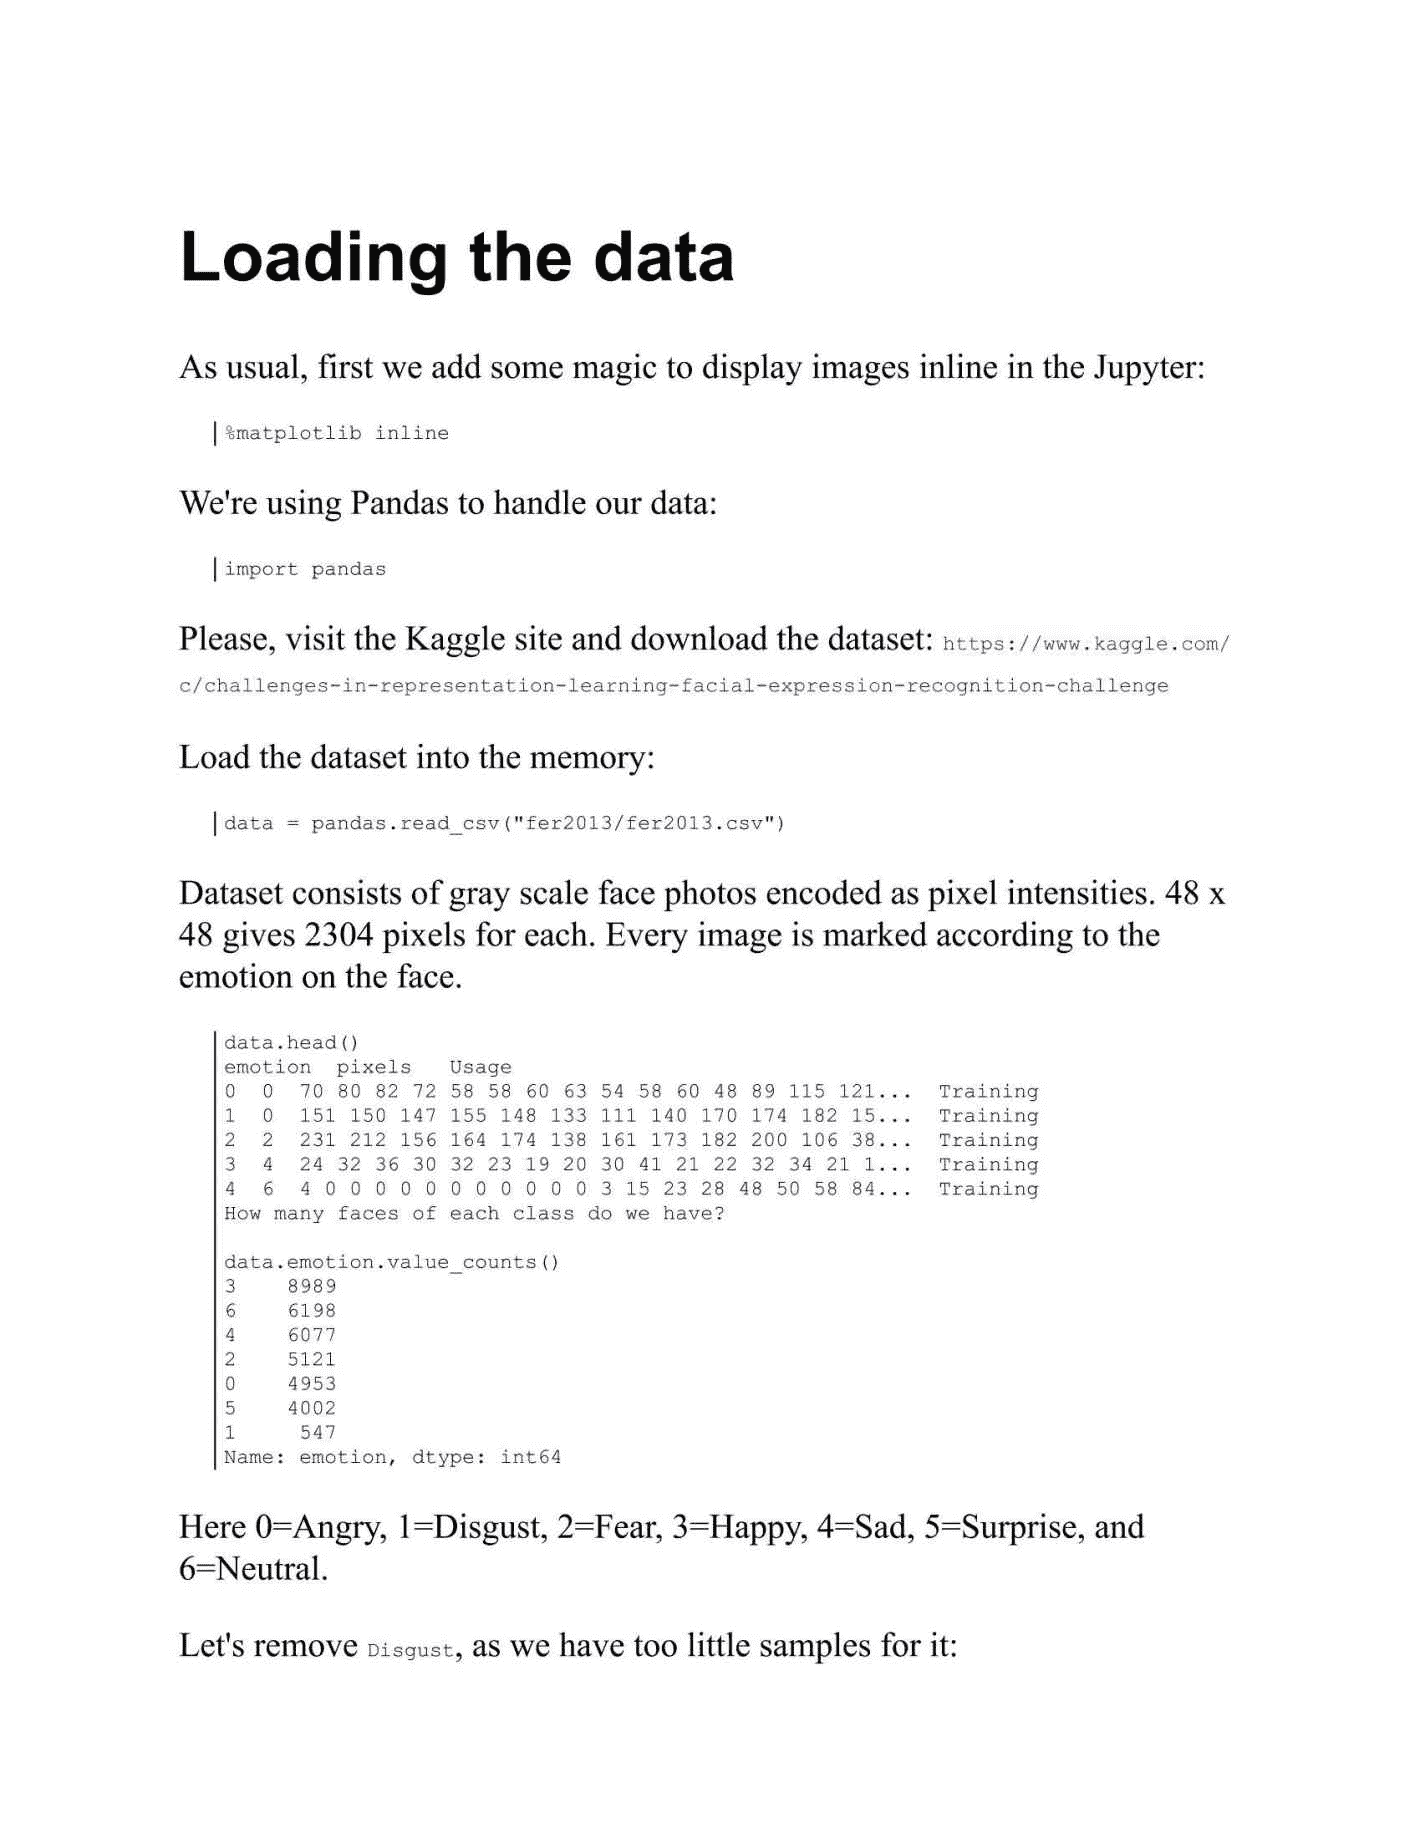 Loading the data
As usual, first we add some magic to display images inline in the Jupyter:
%matplotlib inline
We're using Pandas to handle our data:
import pandas
Please, visit the Kaggle site and download the dataset: https://www.kaggle.com/
c/challenges-in-representation-learning-facial-expression-recognition-challenge
Load the dataset into the memory:
data = pandas.read_csv("fer2013/fer2013.csv")
Dataset consists of gray scale face photos encoded as pixel intensities. 48 x
48 gives 2304 pixels for each. Every image is marked according to the
emotion on the face.
data.head()
emotion  pixels   Usage
0  0  70 80 82 72 58 58 60 63 54 58 60 48 89 115 121...  Training
1  0  151 150 147 155 148 133 111 140 170 174 182 15...  Training
2  2  231 212 156 164 174 138 161 173 182 200 106 38...  Training
3  4  24 32 36 30 32 23 19 20 30 41 21 22 32 34 21 1...  Training
4  6  4 0 0 0 0 0 0 0 0 0 0 0 3 15 23 28 48 50 58 84...  Training
How many faces of each class do we have?
data.emotion.value_counts()
3    8989
6    6198
4    6077
2    5121
0    4953
5    4002
1     547
Name: emotion, dtype: int64
Here 0=Angry, 1=Disgust, 2=Fear, 3=Happy, 4=Sad, 5=Surprise, and
6=Neutral.
Let's remove Disgust, as we have too little samples for it: